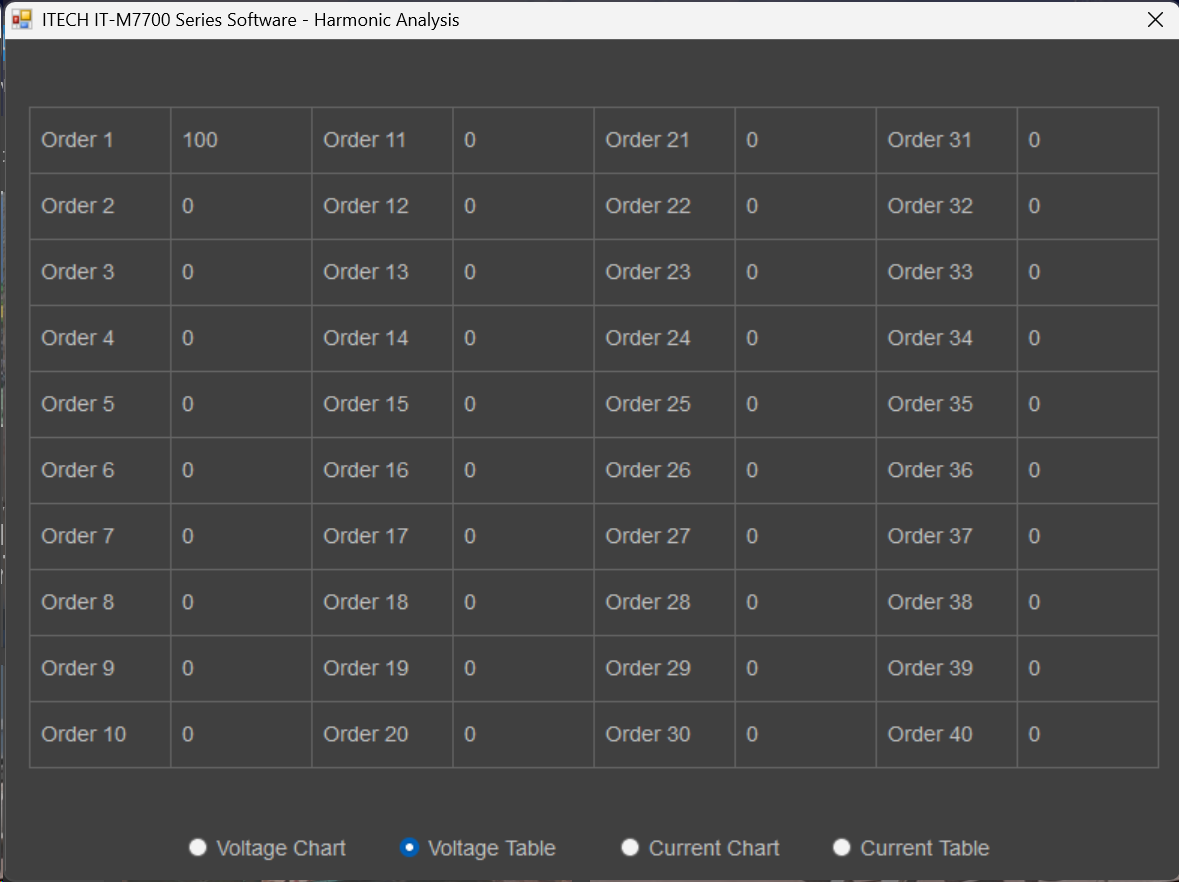 ITECH IT-M7700 Series Software - Harmonic Analysis
Order 1 100 Order 11 0 Order 21 0 Order 31 0
Order 2 0 Order 12 0 Order 22 0 Order 32 0
Order 3 0 Order 13 0 Order 23 0 Order 33 0
Order 4 0 Order 14 0 Order 24 0 Order 34 0
Order 5 0 Order 15 0 Order 25 0 Order 35 0
Order 6 0 Order 16 0 Order 26 0 Order 36 0
Order 7 0 Order 17 0 Order 27 0 Order 37 0
Order 8 0 Order 18 0 Order 28 0 Order 38 0
Order 9 0 Order 19 0 Order 29 0 Order 39 0
Order 10 0 Order 20 0 Order 30 0 Order 40 0
Voltage Chart Voltage Table Current Chart Current Table